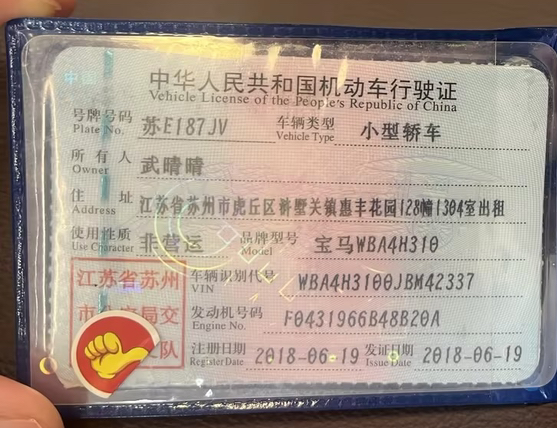 中国
中华人民共和国机动车行驶证
Vehicle License of the People's Republic of China
号牌号码 Plate No. 苏E187JV 车辆类型 Vehicle Type 小型轿车
所有人 Owner 武晴晴
住址 Address 江苏省苏州市虎丘区浒墅关镇惠丰花园128幢1304室出租
使用性质 Use Character 非营运 品牌型号 Model 宝马WBA4H310
江苏省苏州 车辆识别代号 VIN WBA4H3100JBM42337
市 局交 发动机号码 Engine No. F0431966B48B20A
队 注册日期 Register Date 2018-06-19 发证日期 Issue Date 2018-06-19